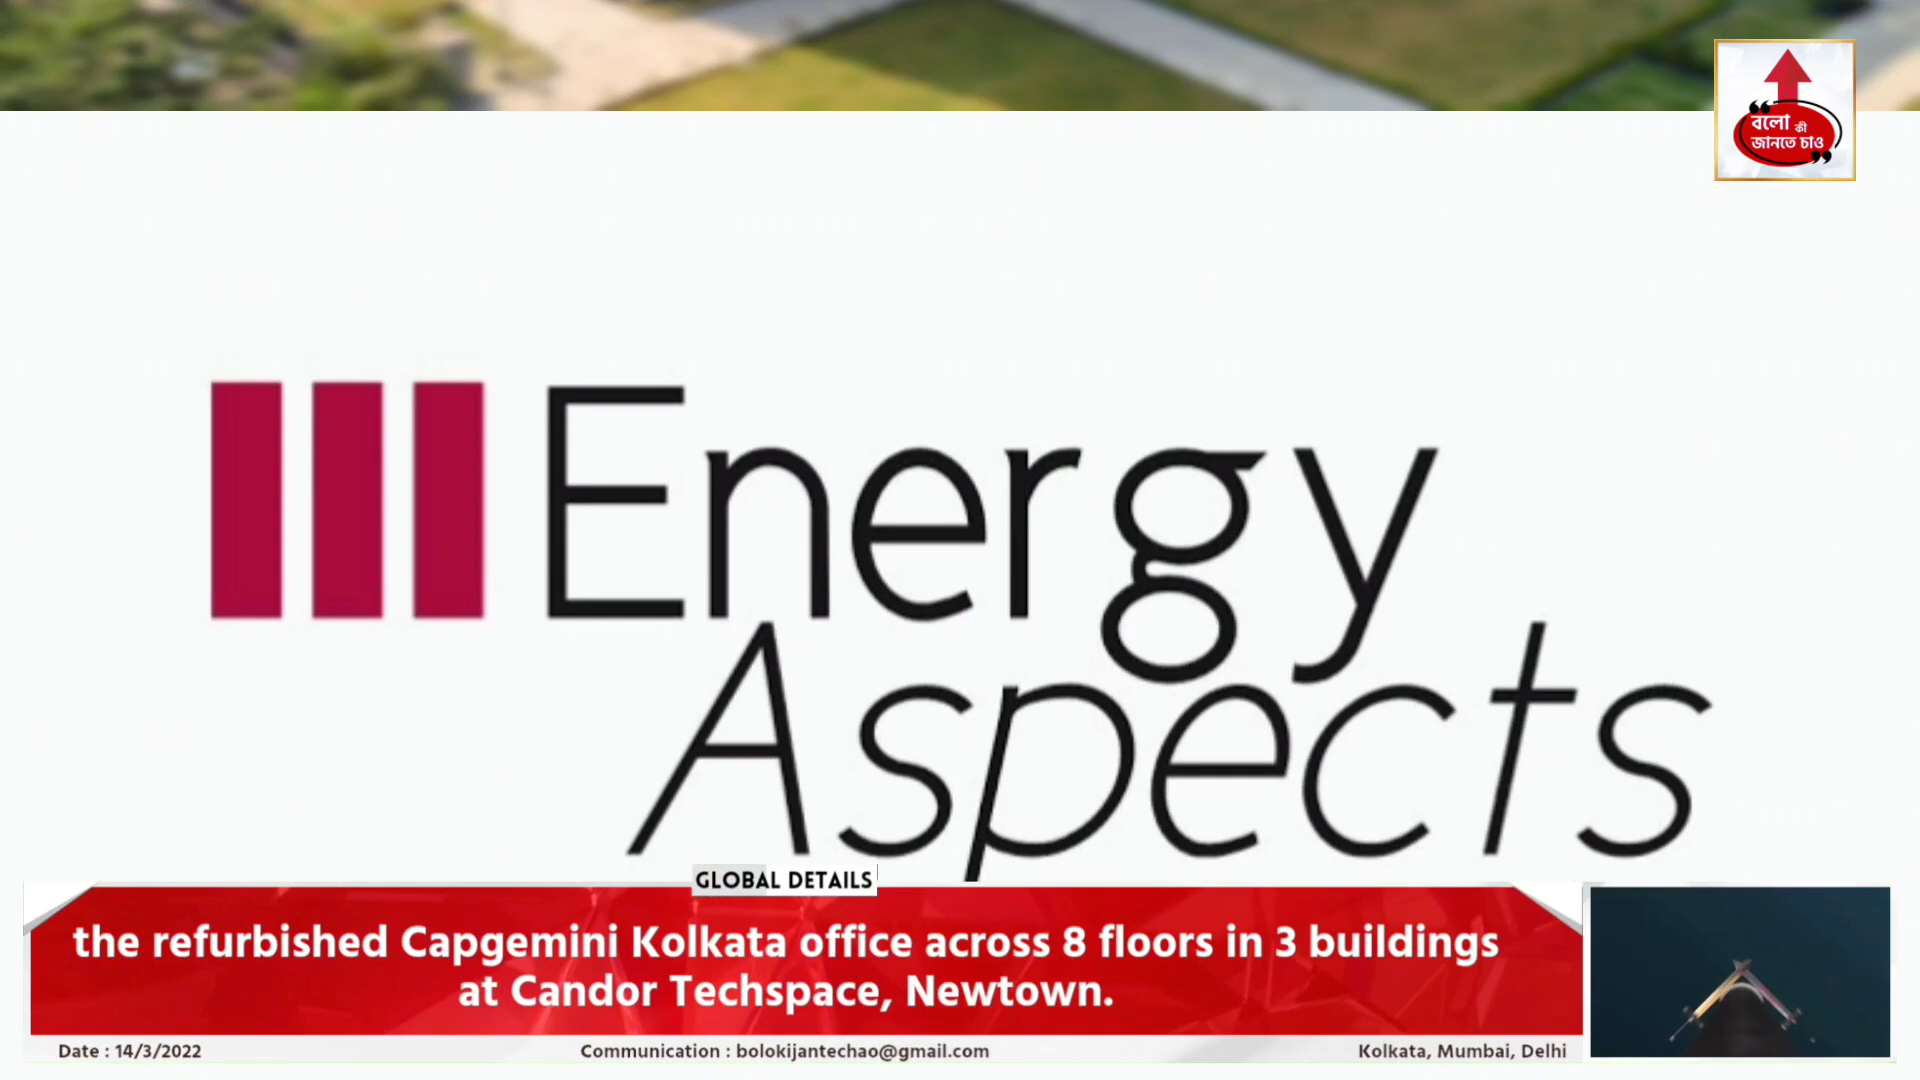 “বলো কী
জানতে চাও”
Energy
Aspects
GLOBAL DETAILS
the refurbished Capgemini Kolkata office across 8 floors in 3 buildings
at Candor Techspace, Newtown.
Date : 14/3/2022
Communication : bolokijantechao@gmail.com
Kolkata, Mumbai, Delhi